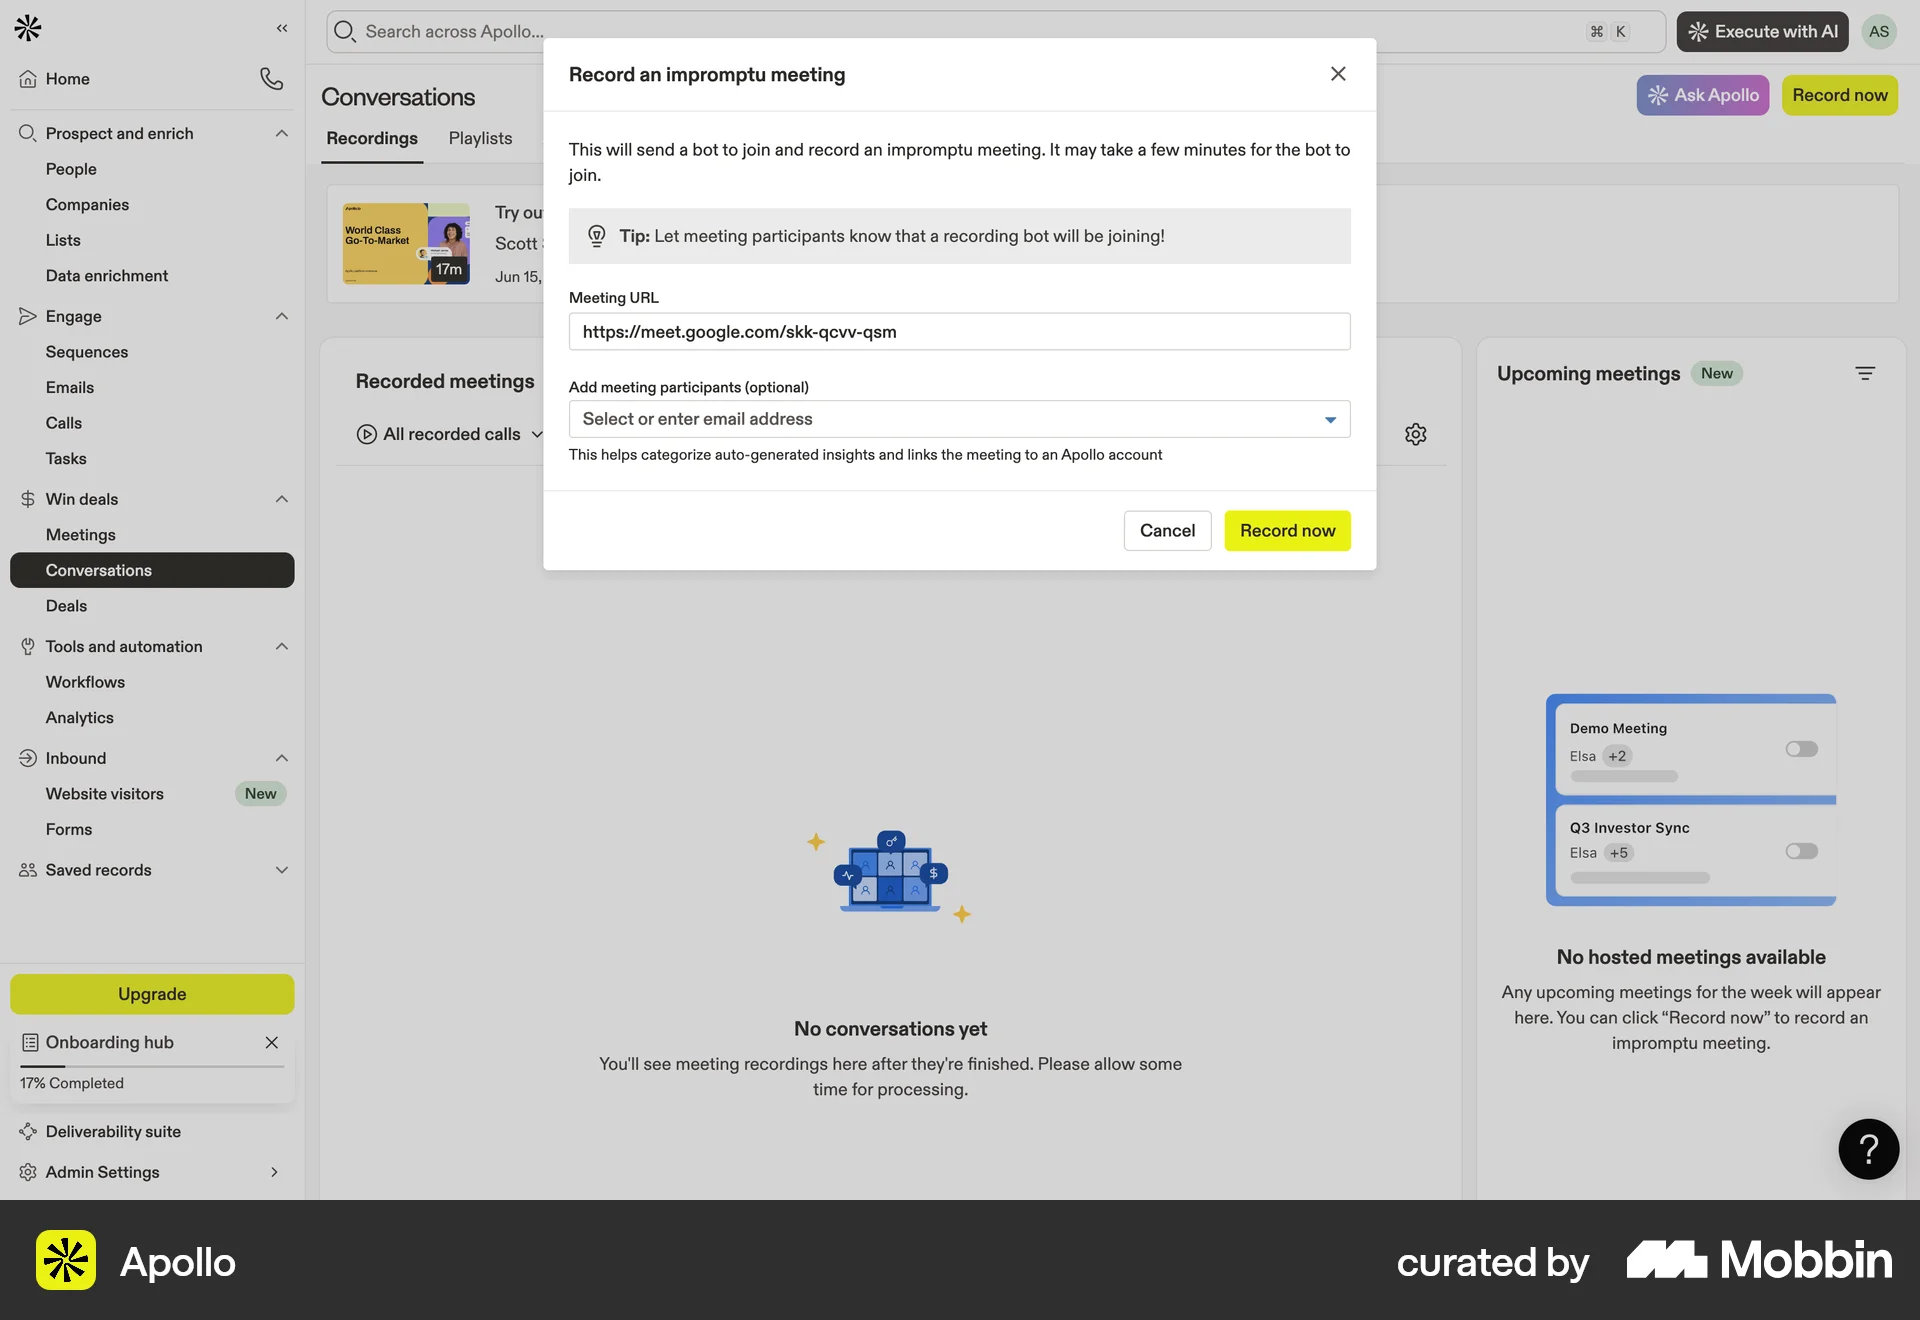 Home
Prospect and enrich
People
Companies
Lists
Data enrichment
Engage
Sequences
Emails
Calls
Tasks
Win deals
Meetings
Conversations
Deals
Tools and automation
Workflows
Analytics
Inbound
Website visitors New
Forms
Saved records
Upgrade
Onboarding hub
17% Completed
Deliverability suite
Admin Settings
Search across Apollo... ⌘ K
Execute with AI
AS
Conversations
Ask Apollo
Record now
Recordings Playlists
World Class
Go-To-Market
17m
Try ou
Scott
Jun 15,
Recorded meetings
All recorded calls
Record an impromptu meeting
This will send a bot to join and record an impromptu meeting. It may take a few minutes for the bot to
join.
Tip: Let meeting participants know that a recording bot will be joining!
Meeting URL
https://meet.google.com/skk-qcvv-qsm
Add meeting participants (optional)
Select or enter email address
This helps categorize auto-generated insights and links the meeting to an Apollo account
Cancel
Record now
No conversations yet
You'll see meeting recordings here after they're finished. Please allow some
time for processing.
Upcoming meetings New
Demo Meeting
Elsa +2
Q3 Investor Sync
Elsa +5
No hosted meetings available
Any upcoming meetings for the week will appear
here. You can click “Record now” to record an
impromptu meeting.
?
Apollo
curated by Mobbin